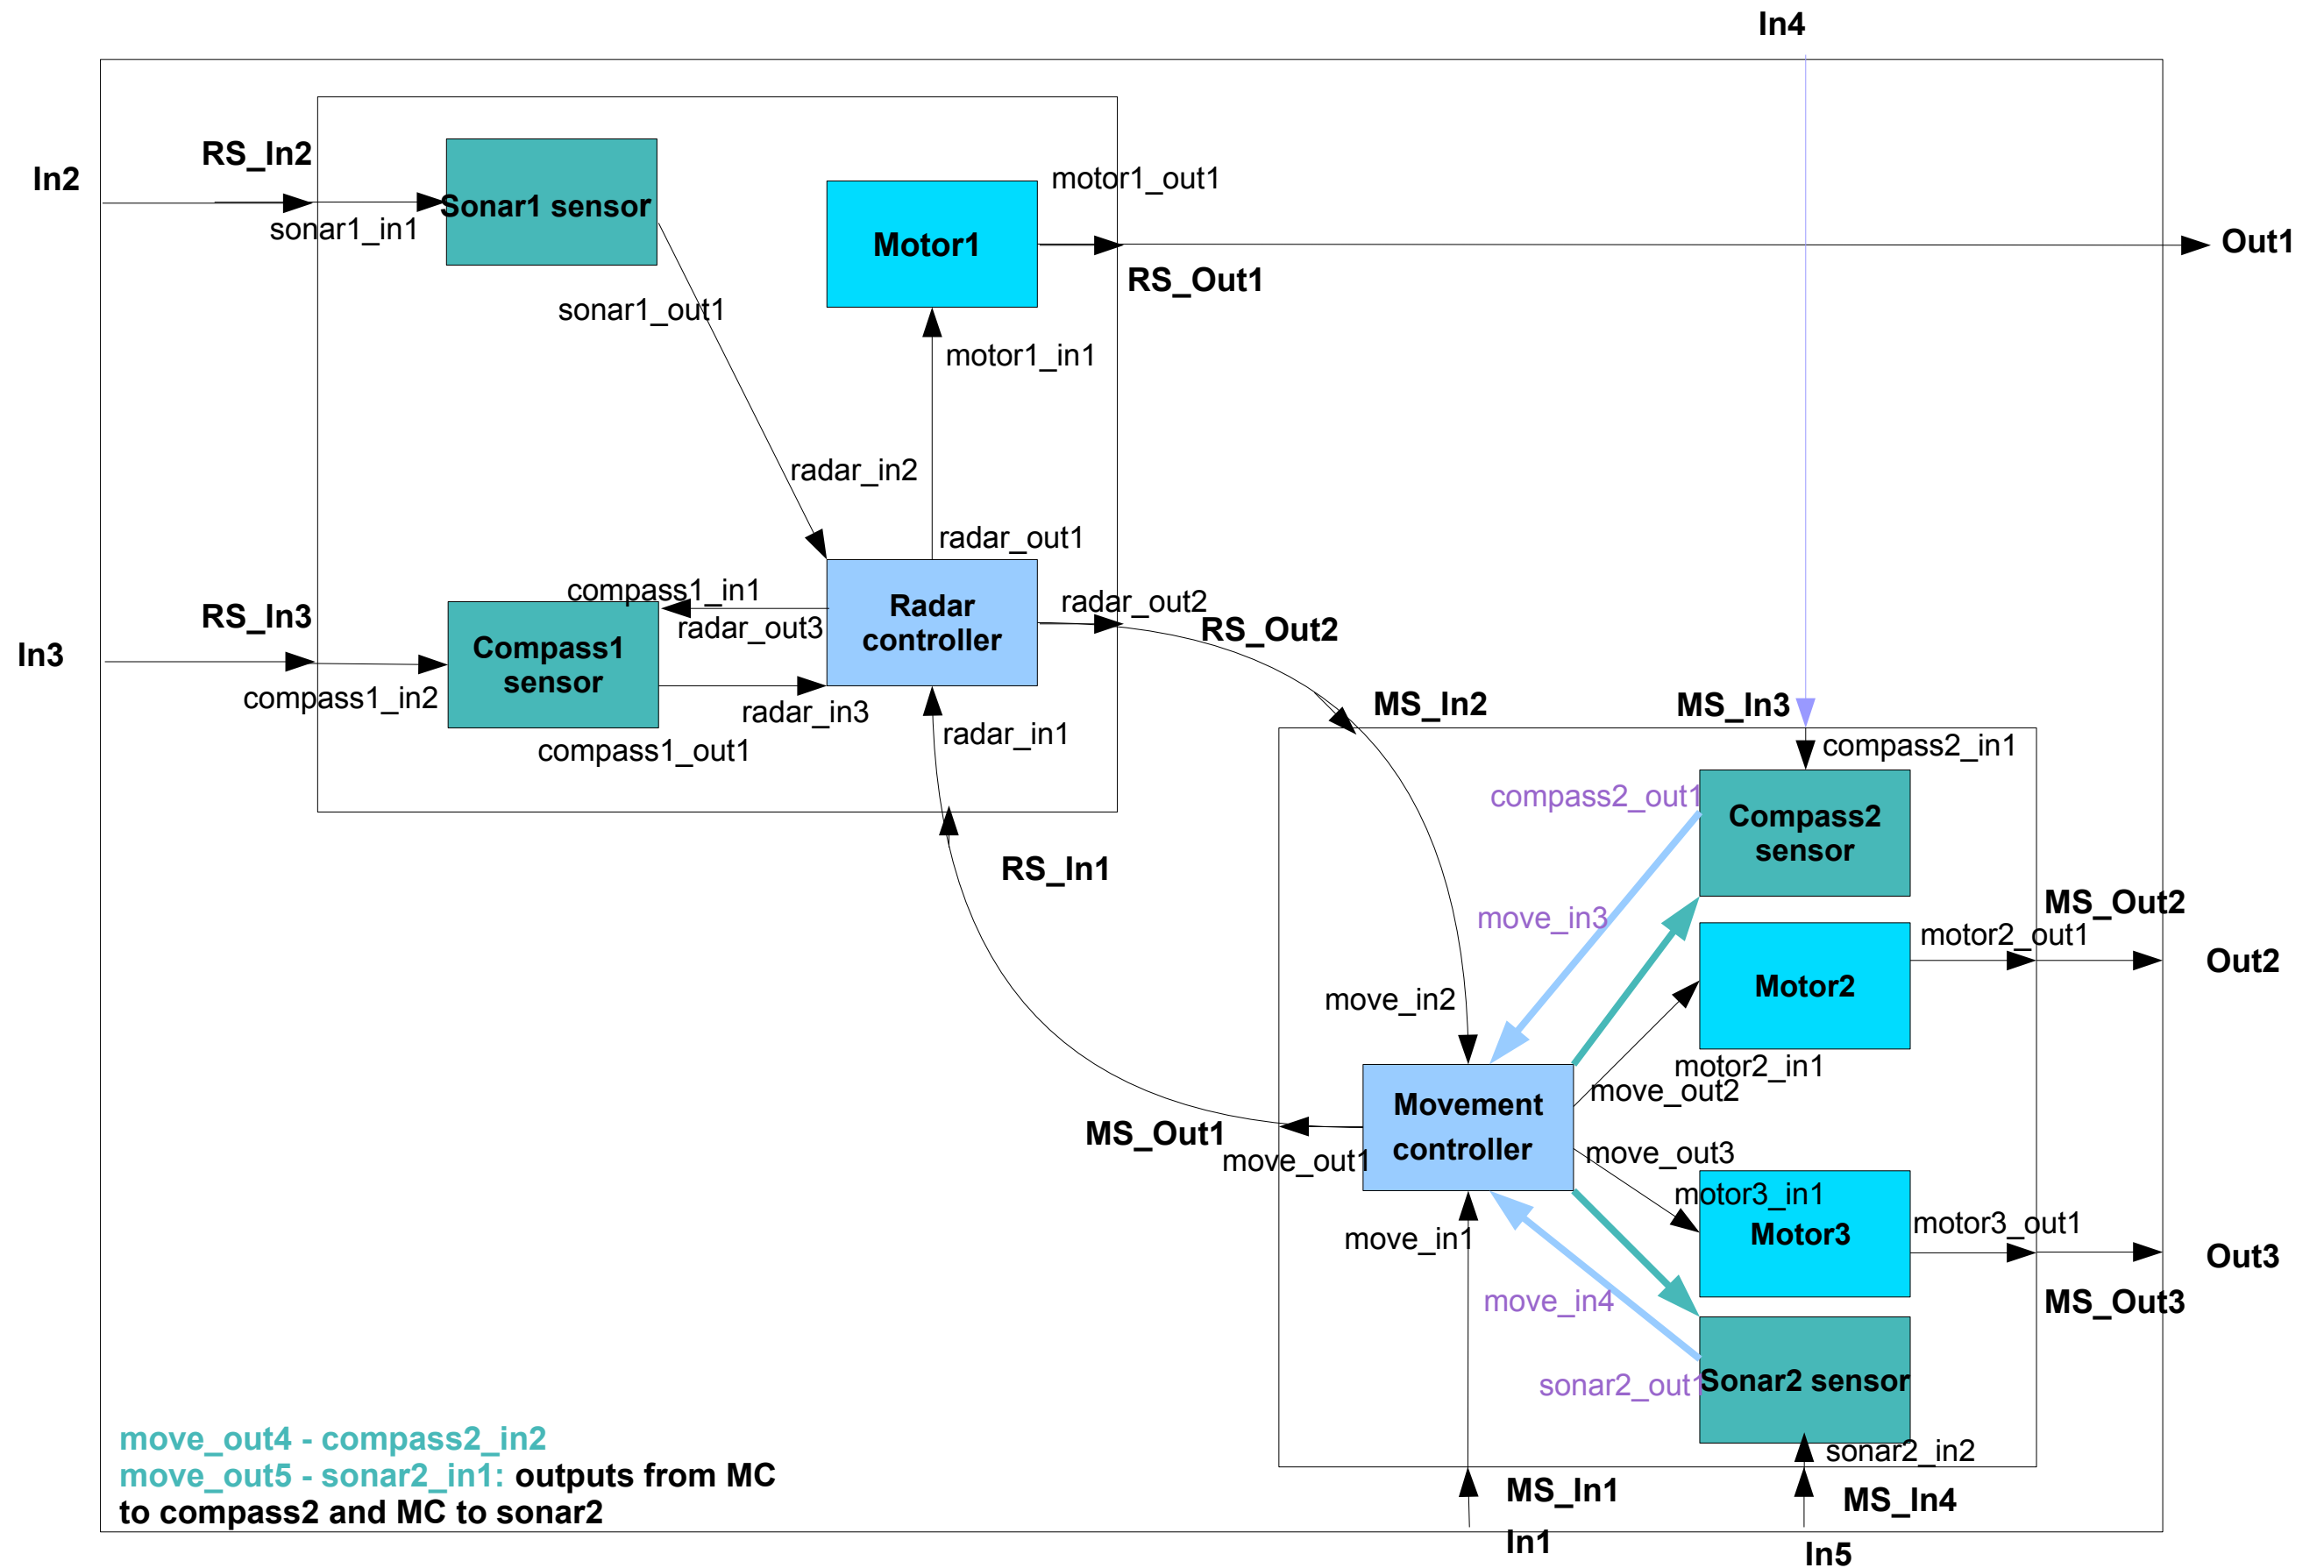 In4
RS_In2
In2
sonar1_in1
Sonar1 sensor
motor1_out1
Motor1
Out1
RS_Out1
sonar1_out1
motor1_in1
radar_in2
radar_out1
RS_In3
In3
compass1_in1
radar_out3
Radar
controller
radar_out2
RS_Out2
Compass1
sensor
compass1_in2
radar_in3
compass1_out1
radar_in1
MS_In2
MS_In3
compass2_in1
compass2_out1
Compass2
sensor
RS_In1
move_in3
MS_Out2
motor2_out1
Out2
Motor2
move_in2
motor2_in1
move_out2
Movement
controller
MS_Out1
move_out1
move_out3
motor3_in1
Motor3
motor3_out1
move_in1
Out3
MS_Out3
move_in4
sonar2_out1
Sonar2 sensor
sonar2_in2
move_out4 - compass2_in2
move_out5 - sonar2_in1: outputs from MC
to compass2 and MC to sonar2
MS_In1
MS_In4
In1
In5